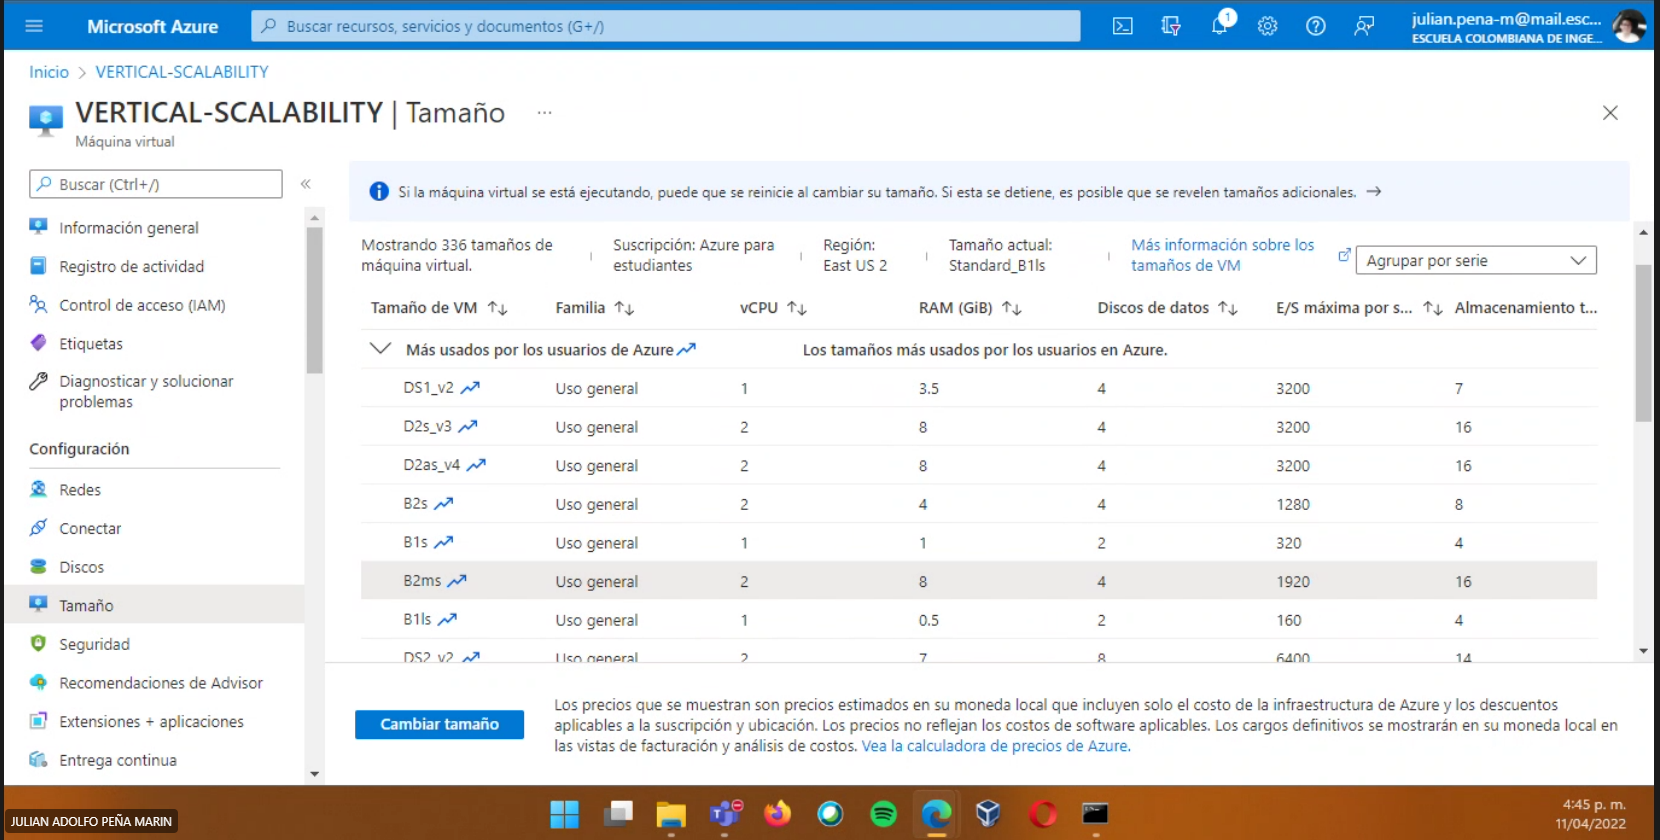 Microsoft Azure
Buscar recursos, servicios y documentos (G+/)
1
julian.pena-m@mail.esc...
ESCUELA COLOMBIANA DE INGE...
Inicio > VERTICAL-SCALABILITY
VERTICAL-SCALABILITY | Tamaño ...
Máquina virtual
Buscar (Ctrl+/)
«
Información general
Registro de actividad
Control de acceso (IAM)
Etiquetas
Diagnosticar y solucionar
problemas
Configuración
Redes
Conectar
Discos
Tamaño
Seguridad
Recomendaciones de Advisor
Extensiones + aplicaciones
Entrega continua
Si la máquina virtual se está ejecutando, puede que se reinicie al cambiar su tamaño. Si esta se detiene, es posible que se revelen tamaños adicionales. →
Mostrando 336 tamaños de
máquina virtual.
Suscripción: Azure para
estudiantes
Región:
East US 2
Tamaño actual:
Standard_B1ls
Más información sobre los
tamaños de VM
Agrupar por serie
Tamaño de VM ↑↓ Familia ↑↓ vCPU ↑↓ RAM (GiB) ↑↓ Discos de datos ↑↓ E/S máxima por s... ↑↓ Almacenamiento t...
Más usados por los usuarios de Azure Los tamaños más usados por los usuarios en Azure.
DS1_v2 Uso general 1 3.5 4 3200 7
D2s_v3 Uso general 2 8 4 3200 16
D2as_v4 Uso general 2 8 4 3200 16
B2s Uso general 2 4 4 1280 8
B1s Uso general 1 1 2 320 4
B2ms Uso general 2 8 4 1920 16
B1ls Uso general 1 0.5 2 160 4
DS2_v2 Uso general 2 7 8 6400 14
Cambiar tamaño
Los precios que se muestran son precios estimados en su moneda local que incluyen solo el costo de la infraestructura de Azure y los descuentos
aplicables a la suscripción y ubicación. Los precios no reflejan los costos de software aplicables. Los cargos definitivos se mostrarán en su moneda local en
las vistas de facturación y análisis de costos. Vea la calculadora de precios de Azure.
JULIAN ADOLFO PEÑA MARIN
4:45 p. m.
11/04/2022